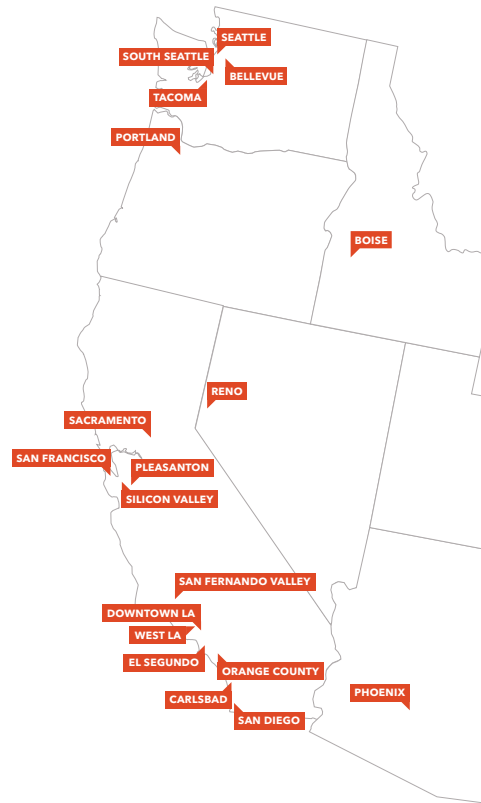 SEATTLE
SOUTH SEATTLE
BELLEVUE
TACOMA
PORTLAND
BOISE
RENO
SACRAMENTO
SAN FRANCISCO
PLEASANTON
SILICON VALLEY
SAN FERNANDO VALLEY
DOWNTOWN LA
WEST LA
EL SEGUNDO
ORANGE COUNTY
PHOENIX
CARLSBAD
SAN DIEGO